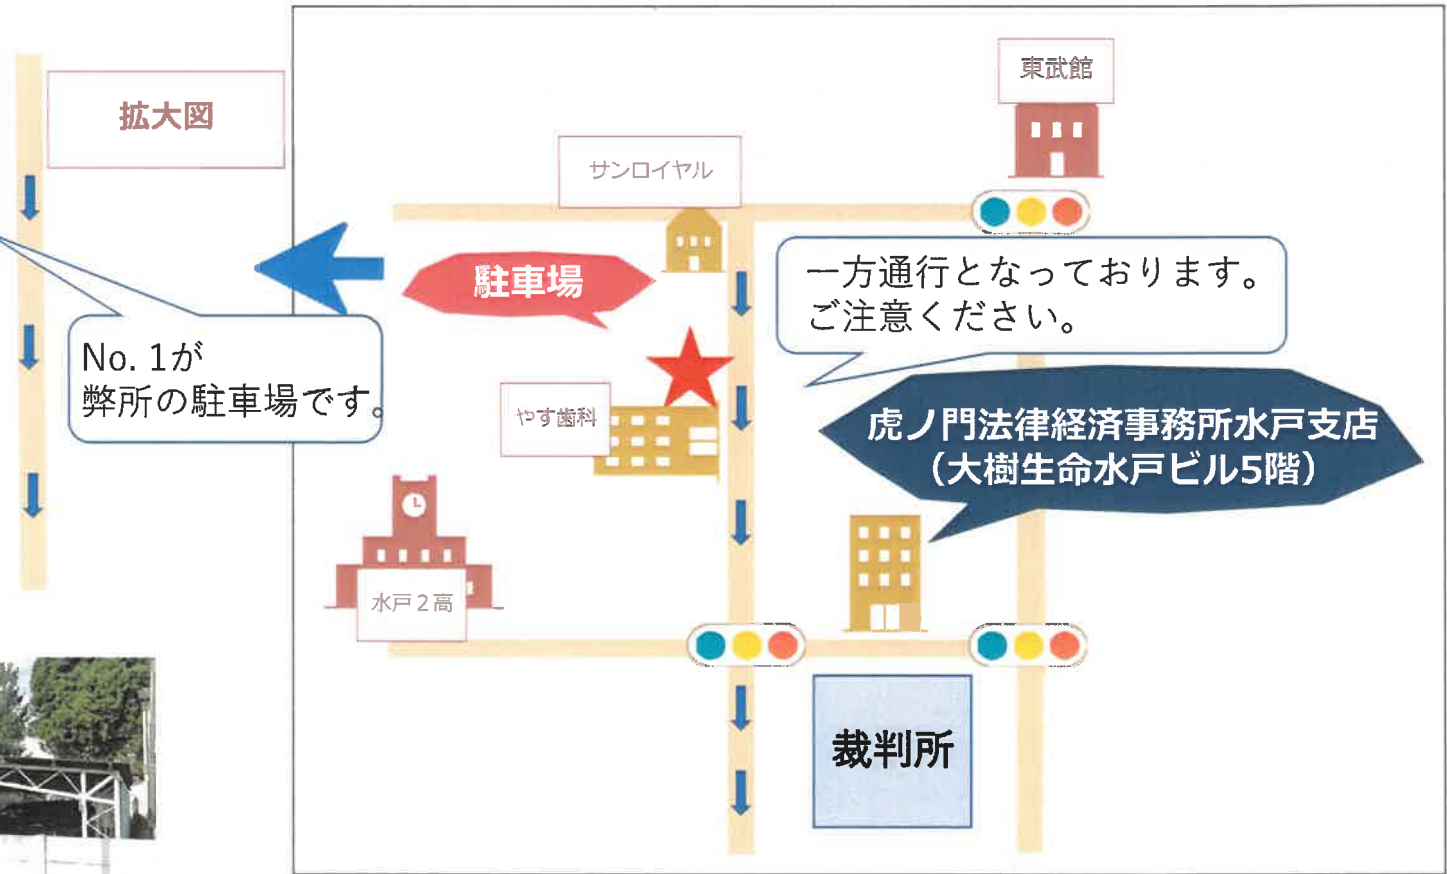 拡大図
No. 1が
弊所の駐車場です。
東武館
サンロイヤル
駐車場
一方通行となっております。
ご注意ください。
やす歯科
虎ノ門法律経済事務所水戸支店
（大樹生命水戸ビル5階）
水戸２高
裁判所